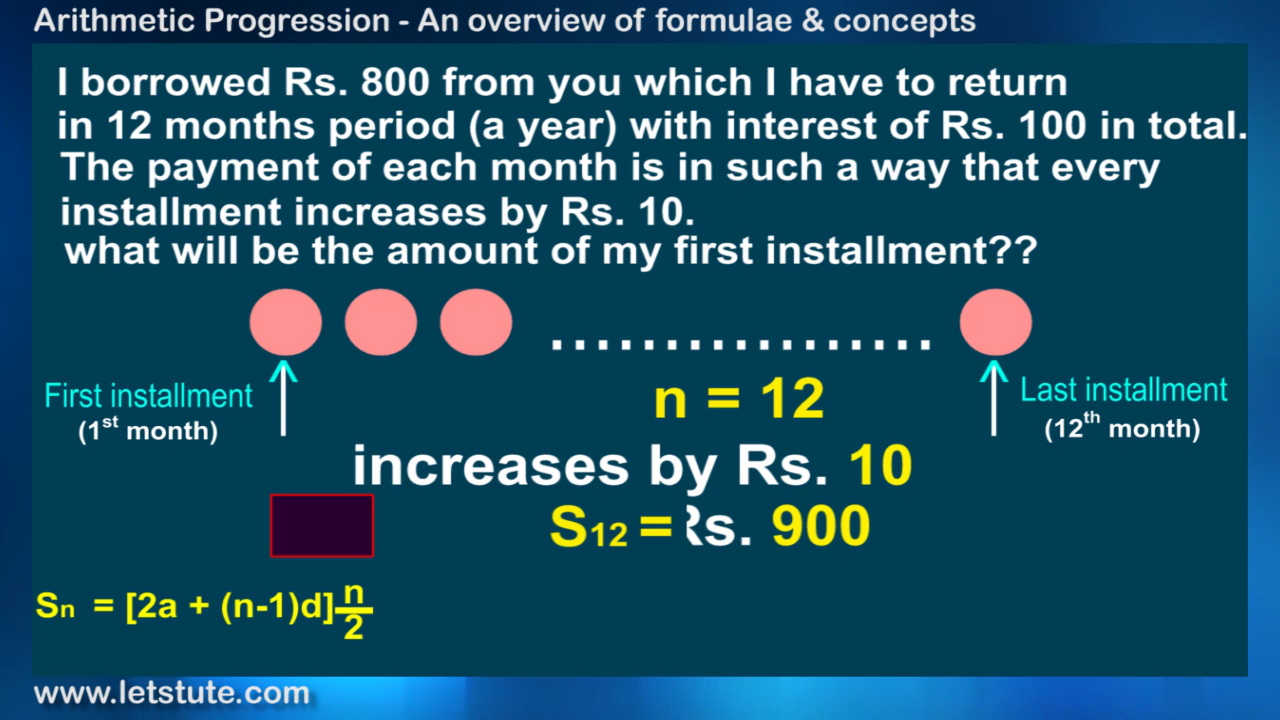 Arithmetic Progression - An overview of formulae & concepts
I borrowed Rs. 800 from you which I have to return
in 12 months period (a year) with interest of Rs. 100 in total.
The payment of each month is in such a way that every
installment increases by Rs. 10.
what will be the amount of my first installment??
.................
First installment
(1st month)
n = 12
Last installment
(12th month)
increases by Rs. 10
S12 = Rs. 900
Sn = [2a + (n-1)d]n/2
www.letstute.com